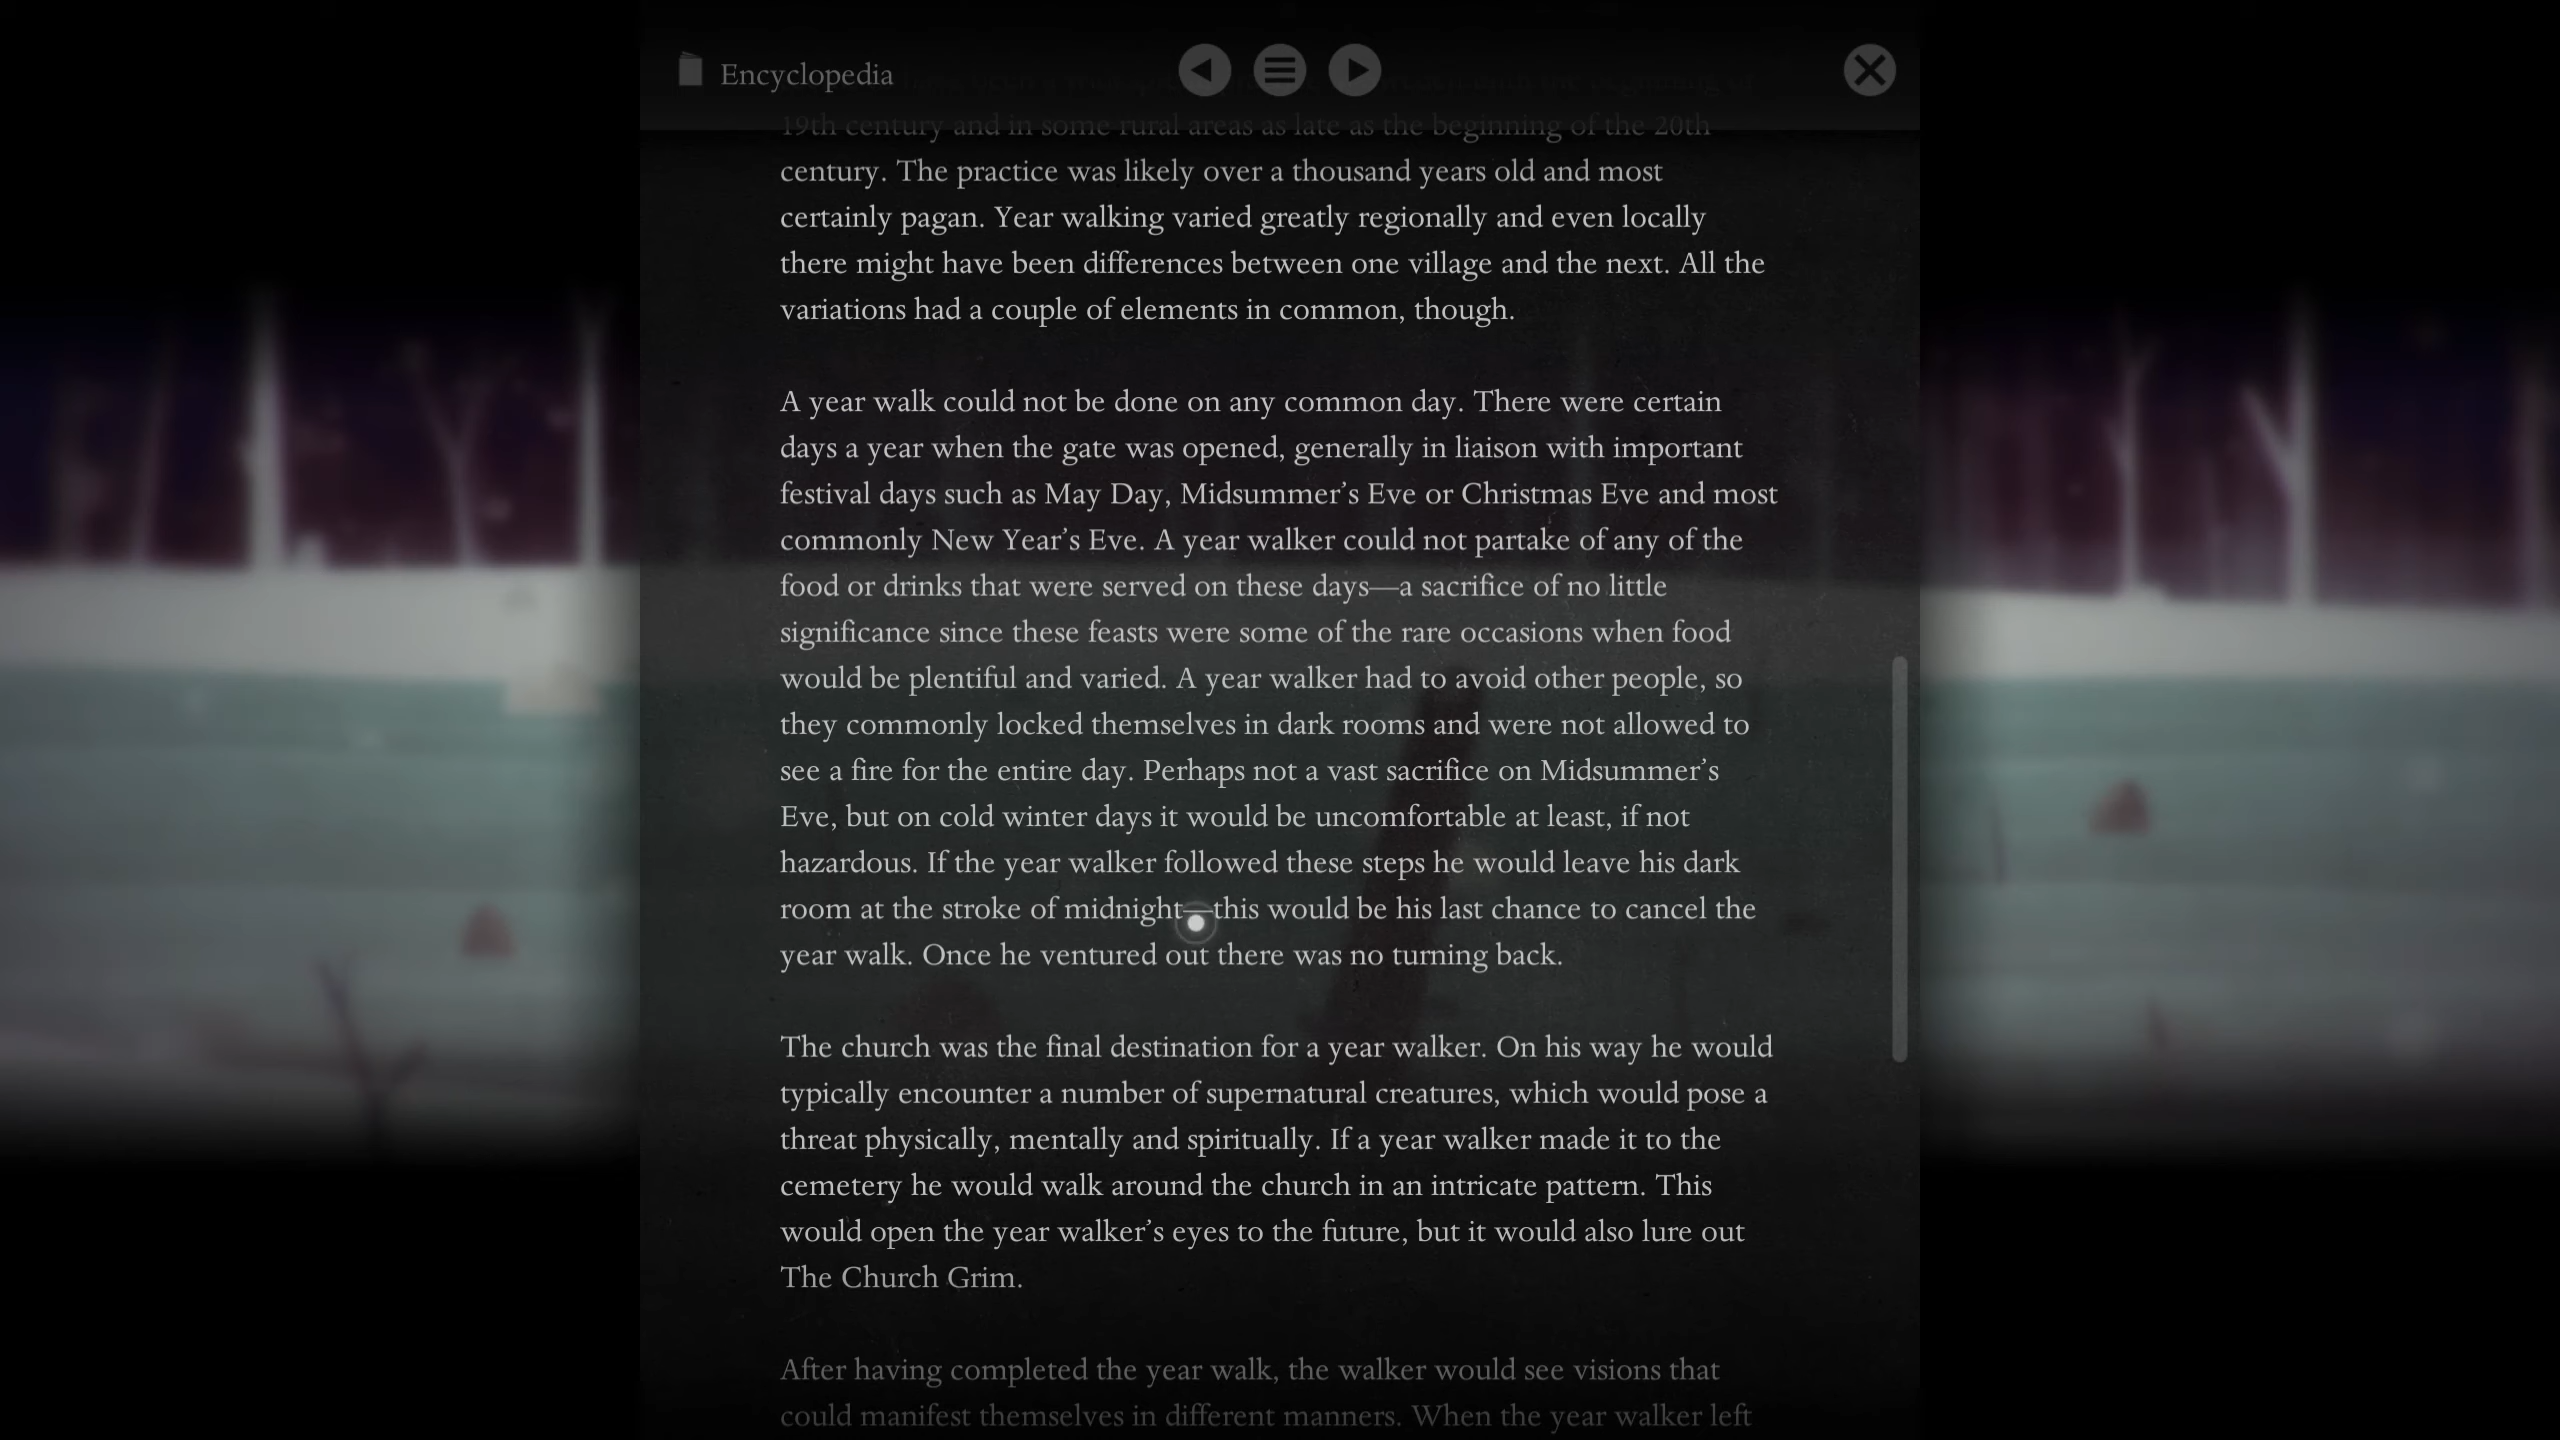 Encyclopedia
19th century and in some rural areas as late as the beginning of the 20th
century. The practice was likely over a thousand years old and most
certainly pagan. Year walking varied greatly regionally and even locally
there might have been differences between one village and the next. All the
variations had a couple of elements in common, though.
A year walk could not be done on any common day. There were certain
days a year when the gate was opened, generally in liaison with important
festival days such as May Day, Midsummer’s Eve or Christmas Eve and most
commonly New Year’s Eve. A year walker could not partake of any of the
food or drinks that were served on these days—a sacrifice of no little
significance since these feasts were some of the rare occasions when food
would be plentiful and varied. A year walker had to avoid other people, so
they commonly locked themselves in dark rooms and were not allowed to
see a fire for the entire day. Perhaps not a vast sacrifice on Midsummer’s
Eve, but on cold winter days it would be uncomfortable at least, if not
hazardous. If the year walker followed these steps he would leave his dark
room at the stroke of midnight—this would be his last chance to cancel the
year walk. Once he ventured out there was no turning back.
The church was the final destination for a year walker. On his way he would
typically encounter a number of supernatural creatures, which would pose a
threat physically, mentally and spiritually. If a year walker made it to the
cemetery he would walk around the church in an intricate pattern. This
would open the year walker’s eyes to the future, but it would also lure out
The Church Grim.
After having completed the year walk, the walker would see visions that
could manifest themselves in different manners. When the year walker left